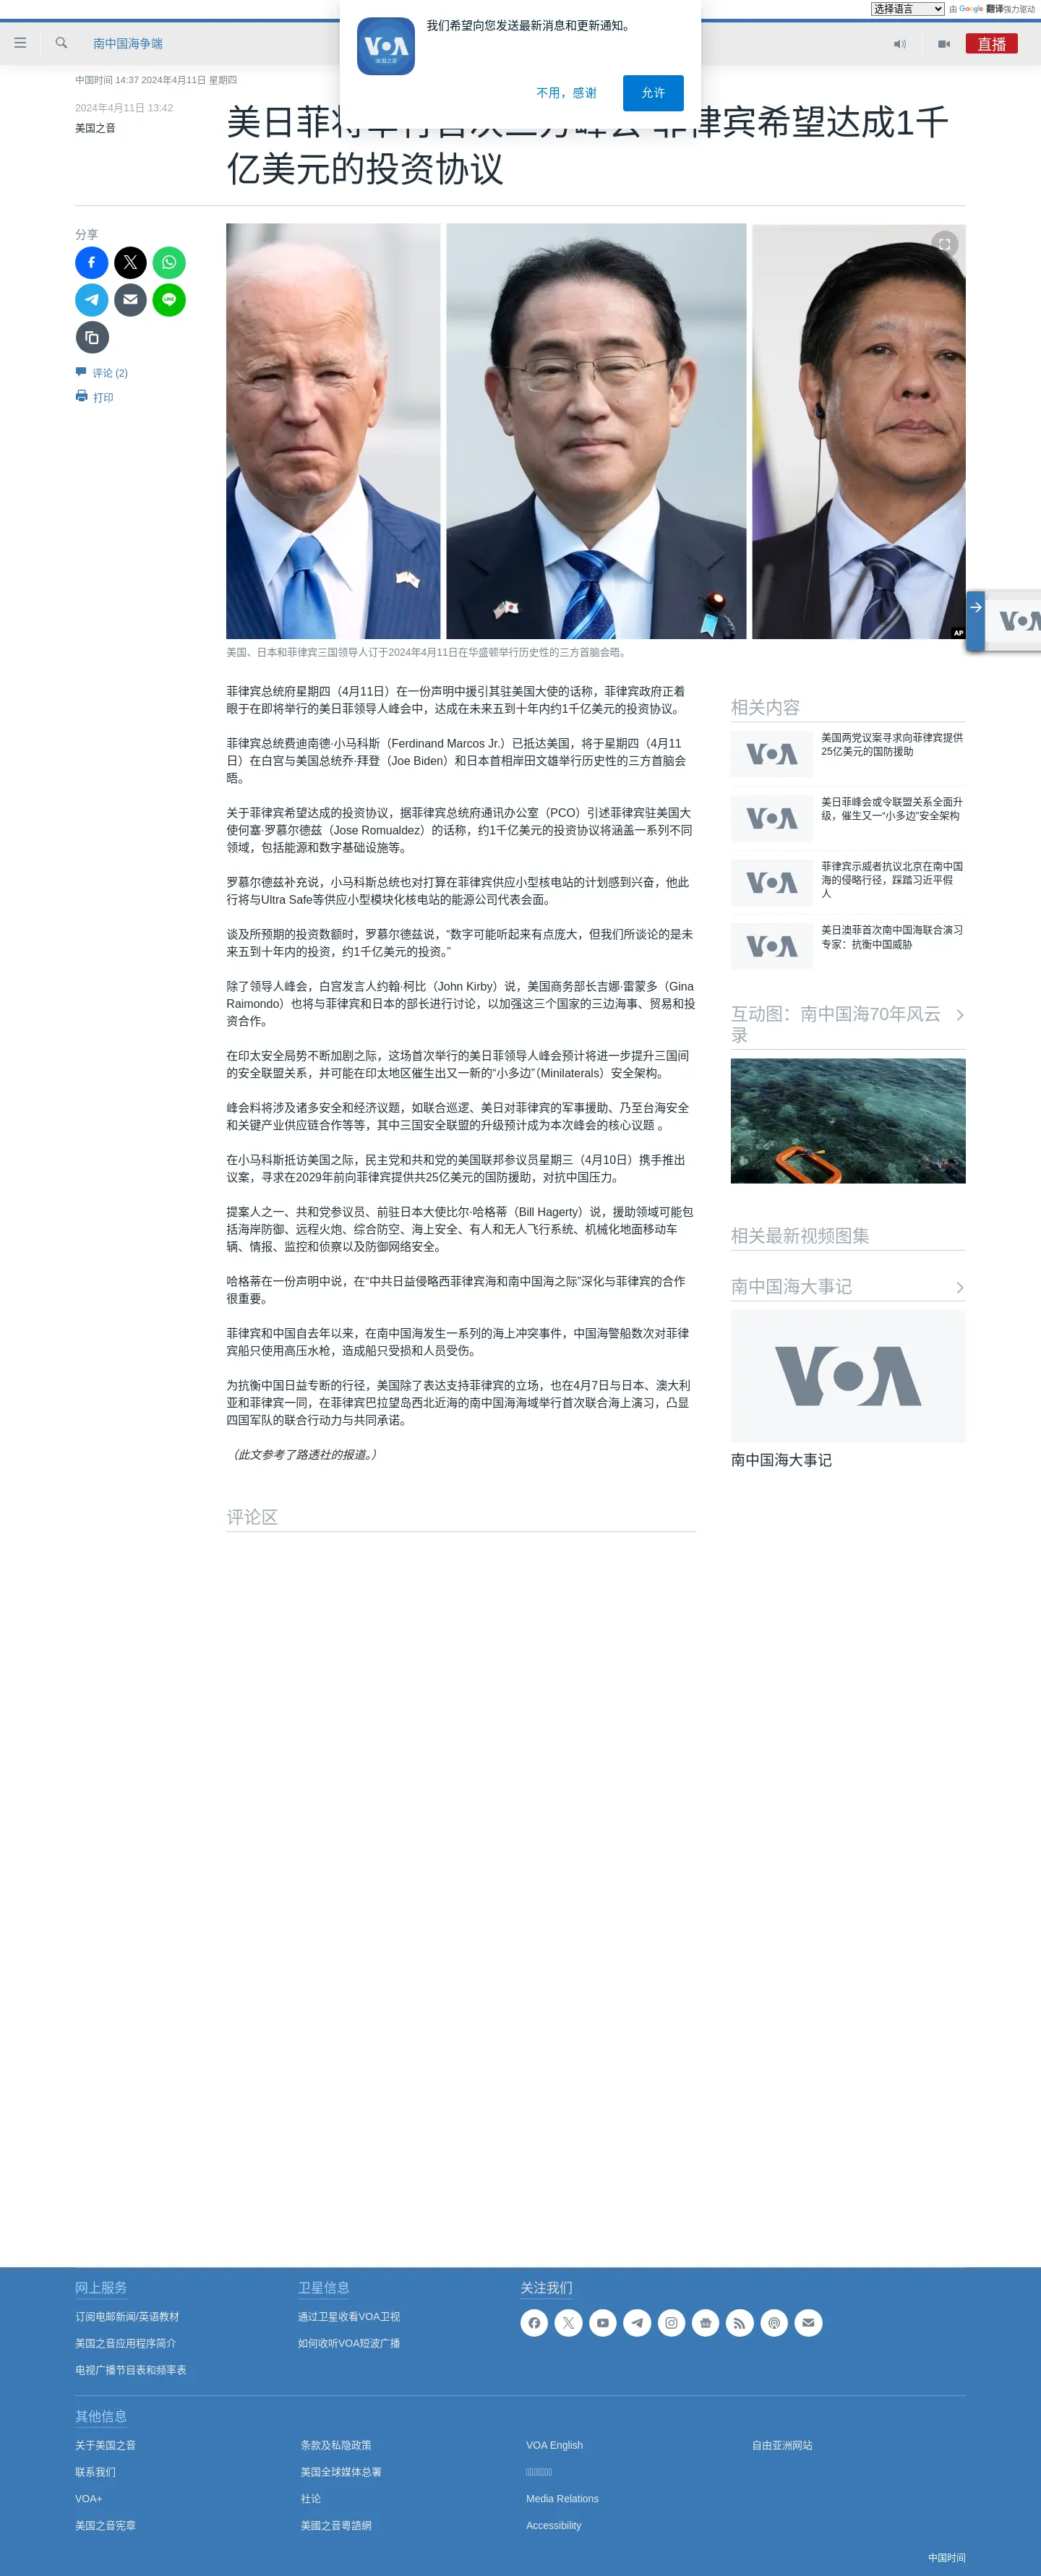 选择语言
由 Google 翻译强力驱动
VOA
美国之音
我们希望向您发送最新消息和更新通知。
不用，感谢
允许
南中国海争端
直播
中国时间 14:37 2024年4月11日 星期四
2024年4月11日 13:42
美国之音
菲律宾希望达成1千
亿美元的投资协议
分享
评论 (2)
打印
AP
VOA
美国、日本和菲律宾三国领导人订于2024年4月11日在华盛顿举行历史性的三方首脑会晤。
菲律宾总统府星期四（4月11日）在一份声明中援引其驻美国大使的话称，菲律宾政府正着
眼于在即将举行的美日菲领导人峰会中，达成在未来五到十年内约1千亿美元的投资协议。
菲律宾总统费迪南德·小马科斯（Ferdinand Marcos Jr.）已抵达美国，将于星期四（4月11
日）在白宫与美国总统乔·拜登（Joe Biden）和日本首相岸田文雄举行历史性的三方首脑会
晤。
关于菲律宾希望达成的投资协议，据菲律宾总统府通讯办公室（PCO）引述菲律宾驻美国大
使何塞·罗慕尔德兹（Jose Romualdez）的话称，约1千亿美元的投资协议将涵盖一系列不同
领域，包括能源和数字基础设施等。
罗慕尔德兹补充说，小马科斯总统也对打算在菲律宾供应小型核电站的计划感到兴奋，他此
行将与Ultra Safe等供应小型模块化核电站的能源公司代表会面。
谈及所预期的投资数额时，罗慕尔德兹说，“数字可能听起来有点庞大，但我们所谈论的是未
来五到十年内的投资，约1千亿美元的投资。”
除了领导人峰会，白宫发言人约翰·柯比（John Kirby）说，美国商务部长吉娜·雷蒙多（Gina
Raimondo）也将与菲律宾和日本的部长进行讨论，以加强这三个国家的三边海事、贸易和投
资合作。
在印太安全局势不断加剧之际，这场首次举行的美日菲领导人峰会预计将进一步提升三国间
的安全联盟关系，并可能在印太地区催生出又一新的“小多边”（Minilaterals）安全架构。
峰会料将涉及诸多安全和经济议题，如联合巡逻、美日对菲律宾的军事援助、乃至台海安全
和关键产业供应链合作等等，其中三国安全联盟的升级预计成为本次峰会的核心议题 。
在小马科斯抵访美国之际，民主党和共和党的美国联邦参议员星期三（4月10日）携手推出
议案，寻求在2029年前向菲律宾提供共25亿美元的国防援助，对抗中国压力。
提案人之一、共和党参议员、前驻日本大使比尔·哈格蒂（Bill Hagerty）说，援助领域可能包
括海岸防御、远程火炮、综合防空、海上安全、有人和无人飞行系统、机械化地面移动车
辆、情报、监控和侦察以及防御网络安全。
哈格蒂在一份声明中说，在“中共日益侵略西菲律宾海和南中国海之际”深化与菲律宾的合作
很重要。
菲律宾和中国自去年以来，在南中国海发生一系列的海上冲突事件，中国海警船数次对菲律
宾船只使用高压水枪，造成船只受损和人员受伤。
为抗衡中国日益专断的行径，美国除了表达支持菲律宾的立场，也在4月7日与日本、澳大利
亚和菲律宾一同，在菲律宾巴拉望岛西北近海的南中国海海域举行首次联合海上演习，凸显
四国军队的联合行动力与共同承诺。
（此文参考了路透社的报道。）
评论区
相关内容
VOA
美国两党议案寻求向菲律宾提供
25亿美元的国防援助
VOA
美日菲峰会或令联盟关系全面升
级，催生又一“小多边”安全架构
VOA
菲律宾示威者抗议北京在南中国
海的侵略行径，踩踏习近平假
人
VOA
美日澳菲首次南中国海联合演习
专家：抗衡中国威胁
互动图：南中国海70年风云
录
相关最新视频图集
南中国海大事记
VOA
南中国海大事记
网上服务
订阅电邮新闻/英语教材
美国之音应用程序简介
电视广播节目表和频率表
卫星信息
通过卫星收看VOA卫视
如何收听VOA短波广播
关注我们
其他信息
关于美国之音
联系我们
VOA+
美国之音宪章
条款及私隐政策
美国全球媒体总署
社论
美國之音粵語網
VOA English
Media Relations
Accessibility
自由亚洲网站
中国时间